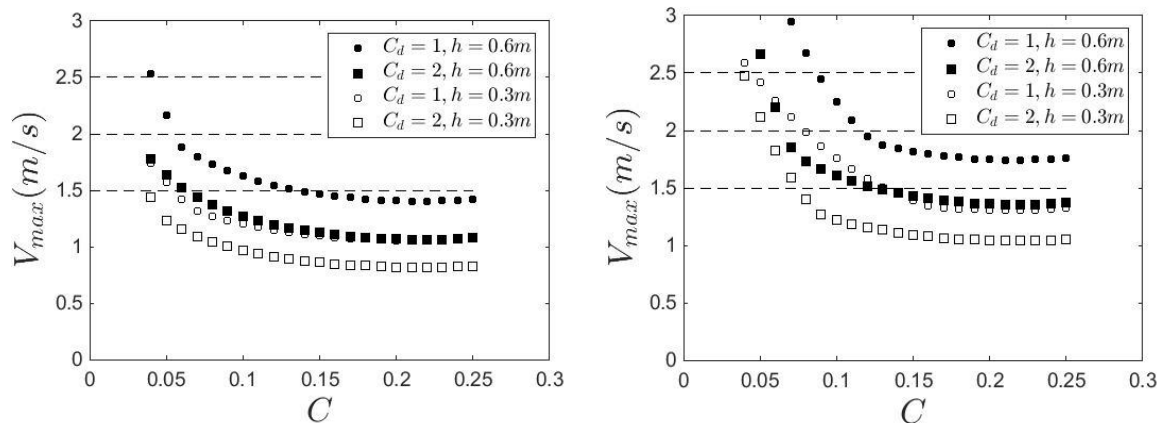 3
2.5
2
1.5
1
0.5
0
V_{max}(m/s)
C_d = 1, h = 0.6m
C_d = 2, h = 0.6m
C_d = 1, h = 0.3m
C_d = 2, h = 0.3m
0 0.05 0.1 0.15 0.2 0.25 0.3
C
3
2.5
2
1.5
1
0.5
0
V_{max}(m/s)
C_d = 1, h = 0.6m
C_d = 2, h = 0.6m
C_d = 1, h = 0.3m
C_d = 2, h = 0.3m
0 0.05 0.1 0.15 0.2 0.25 0.3
C